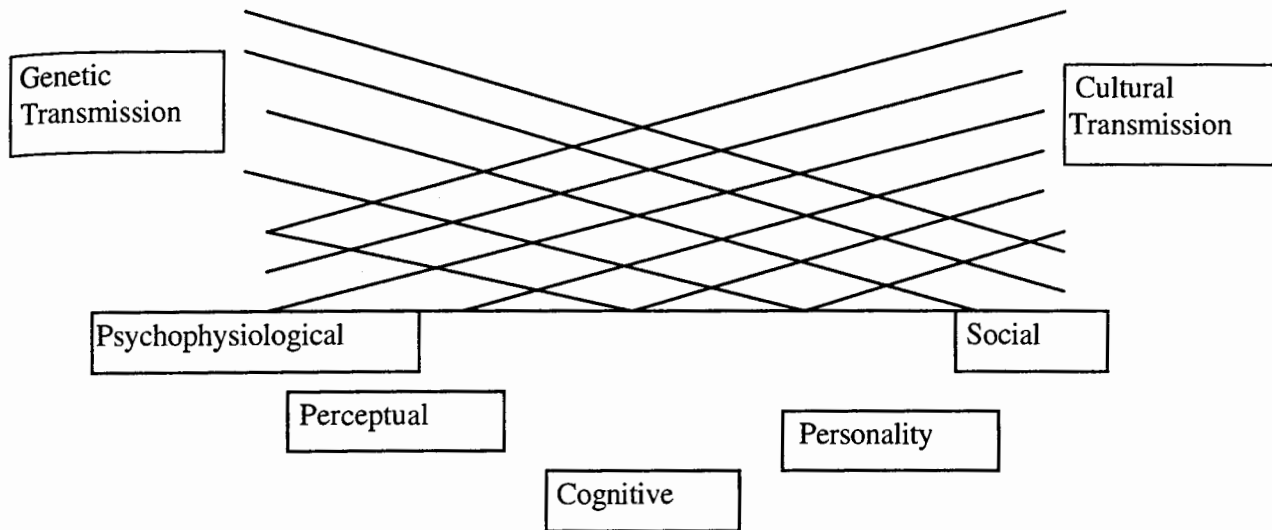 Genetic
Transmission
Cultural
Transmission
Psychophysiological
Social
Perceptual
Personality
Cognitive